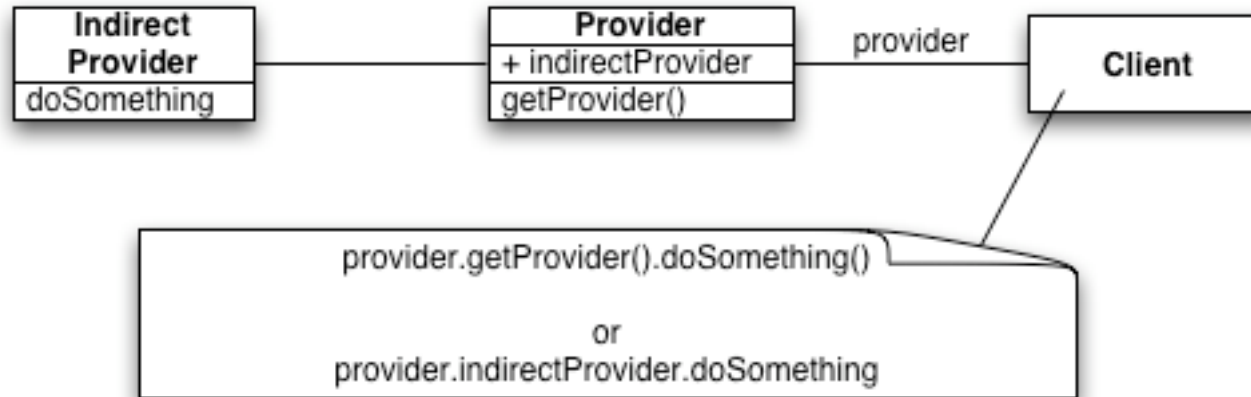 Indirect
Provider
doSomething
Provider
+ indirectProvider
getProvider()
provider
Client
provider.getProvider().doSomething()
or
provider.indirectProvider.doSomething